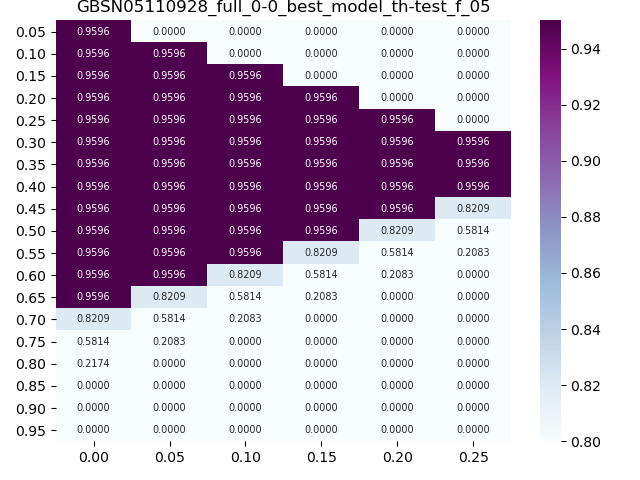 GBSN05110928_full_0-0_best_model_th-test_f_05
0.05 0.9596 0.0000 0.0000 0.0000 0.0000 0.0000
0.10 0.9596 0.9596 0.0000 0.0000 0.0000 0.0000
0.15 0.9596 0.9596 0.9596 0.0000 0.0000 0.0000
0.20 0.9596 0.9596 0.9596 0.9596 0.0000 0.0000
0.25 0.9596 0.9596 0.9596 0.9596 0.9596 0.0000
0.30 0.9596 0.9596 0.9596 0.9596 0.9596 0.9596
0.35 0.9596 0.9596 0.9596 0.9596 0.9596 0.9596
0.40 0.9596 0.9596 0.9596 0.9596 0.9596 0.9596
0.45 0.9596 0.9596 0.9596 0.9596 0.9596 0.8209
0.50 0.9596 0.9596 0.9596 0.9596 0.8209 0.5814
0.55 0.9596 0.9596 0.9596 0.8209 0.5814 0.2083
0.60 0.9596 0.9596 0.8209 0.5814 0.2083 0.0000
0.65 0.9596 0.8209 0.5814 0.2083 0.0000 0.0000
0.70 0.8209 0.5814 0.2083 0.0000 0.0000 0.0000
0.75 0.5814 0.2083 0.0000 0.0000 0.0000 0.0000
0.80 0.2174 0.0000 0.0000 0.0000 0.0000 0.0000
0.85 0.0000 0.0000 0.0000 0.0000 0.0000 0.0000
0.90 0.0000 0.0000 0.0000 0.0000 0.0000 0.0000
0.95 0.0000 0.0000 0.0000 0.0000 0.0000 0.0000
0.00 0.05 0.10 0.15 0.20 0.25
0.94
0.92
0.90
0.88
0.86
0.84
0.82
0.80